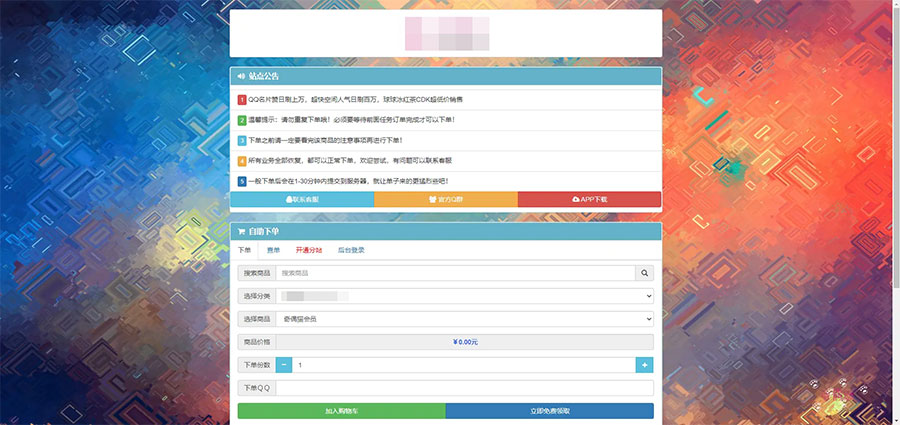 站点公告
1 QQ名片赞日刷上万，超快空间人气日刷百万，球球冰红茶CDK超低价销售
2 温馨提示：请勿重复下单哦！必须要等待前面任务订单完成才可以下单！
3 下单之前请一定要看完该商品的注意事项再进行下单！
4 所有业务全部恢复，都可以正常下单，欢迎尝试，有问题可以联系客服
5 一般下单后会在1-30分钟内提交到服务器，就让单子来的更猛烈些吧！
联系客服 官方Q群 APP下载
自助下单
下单 查单 开通分站 后台登录
搜索商品 搜索商品
选择分类
选择商品
商品价格 ￥0.00元
下单份数 − 1 +
下单ＱＱ
加入购物车 立即免费领取